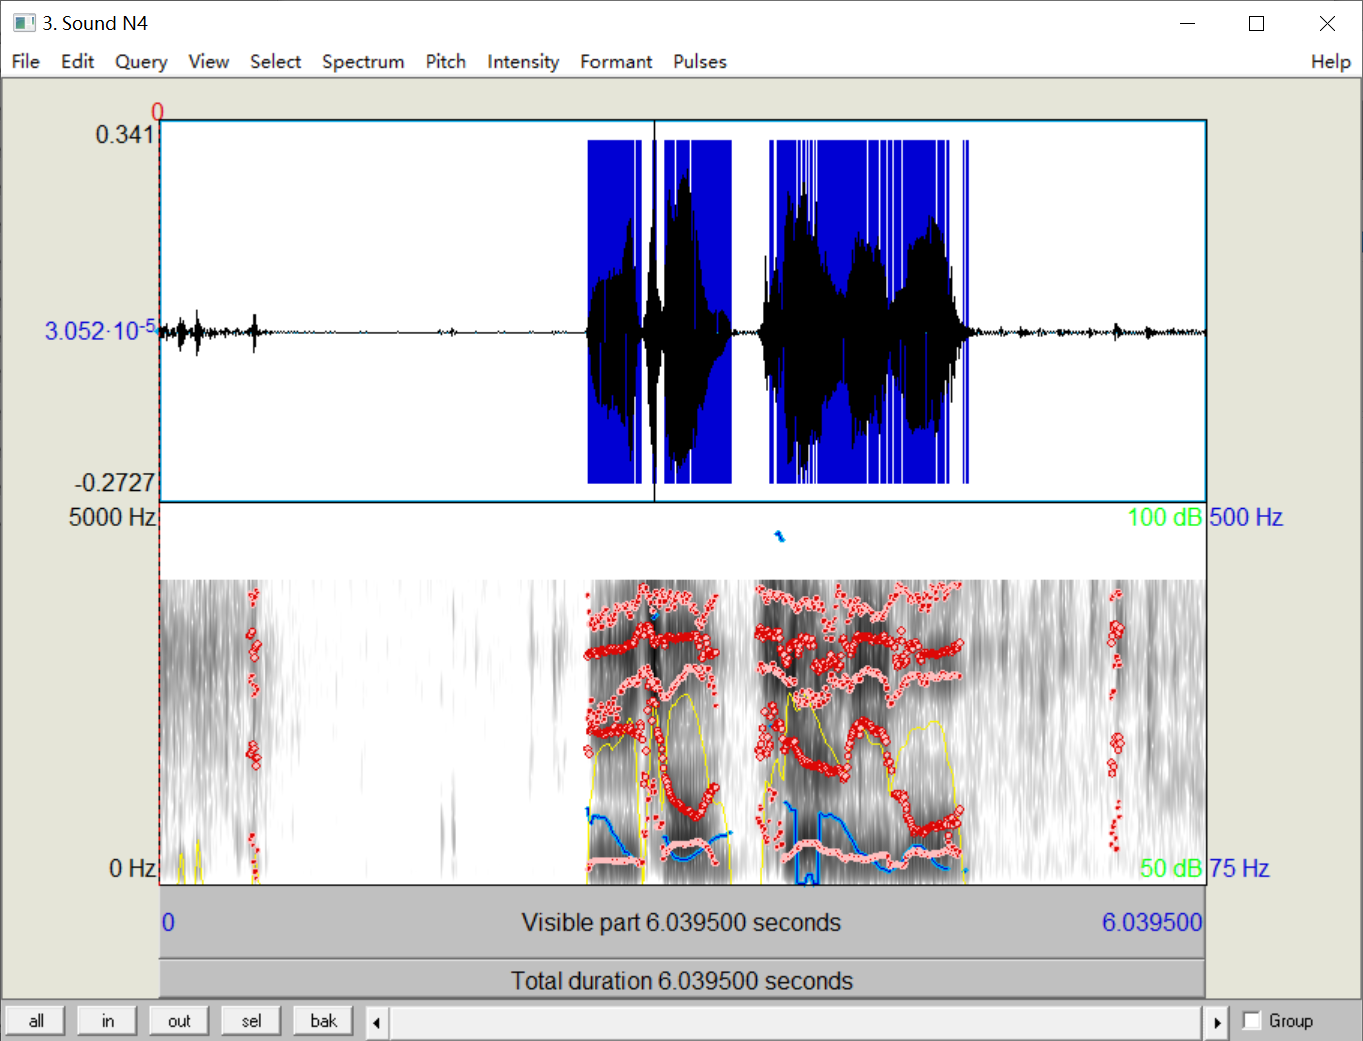 3. Sound N4
File Edit Query View Select Spectrum Pitch Intensity Formant Pulses Help
0
0.341
3.052·10-5
-0.2727
5000 Hz 100 dB 500 Hz
0 Hz 50 dB 75 Hz
0 Visible part 6.039500 seconds 6.039500
Total duration 6.039500 seconds
all in out sel bak Group